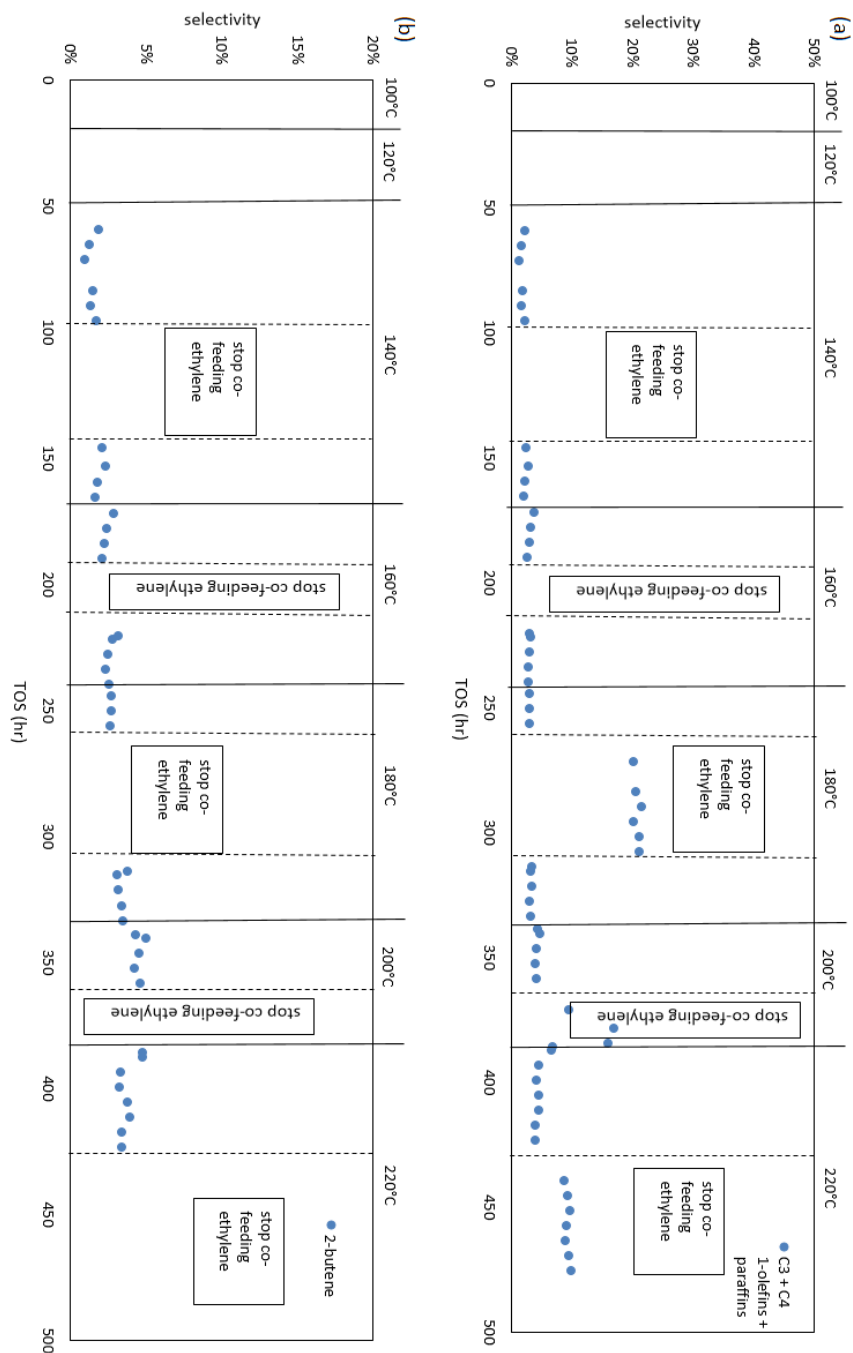 (a)
100°C 120°C 140°C 160°C 180°C 200°C 220°C
50%
40%
30%
20%
10%
0%
selectivity
C3 + C4
1-olefins +
paraffins
stop co-
feeding
ethylene
stop co-feeding ethylene
stop co-
feeding
ethylene
stop co-feeding ethylene
stop co-
feeding
ethylene
0 50 100 150 200 250 300 350 400 450 500
TOS (hr)
(b)
100°C 120°C 140°C 160°C 180°C 200°C 220°C
20%
15%
10%
5%
0%
selectivity
2-butene
stop co-
feeding
ethylene
stop co-feeding ethylene
stop co-
feeding
ethylene
stop co-feeding ethylene
stop co-
feeding
ethylene
0 50 100 150 200 250 300 350 400 450 500
TOS (hr)